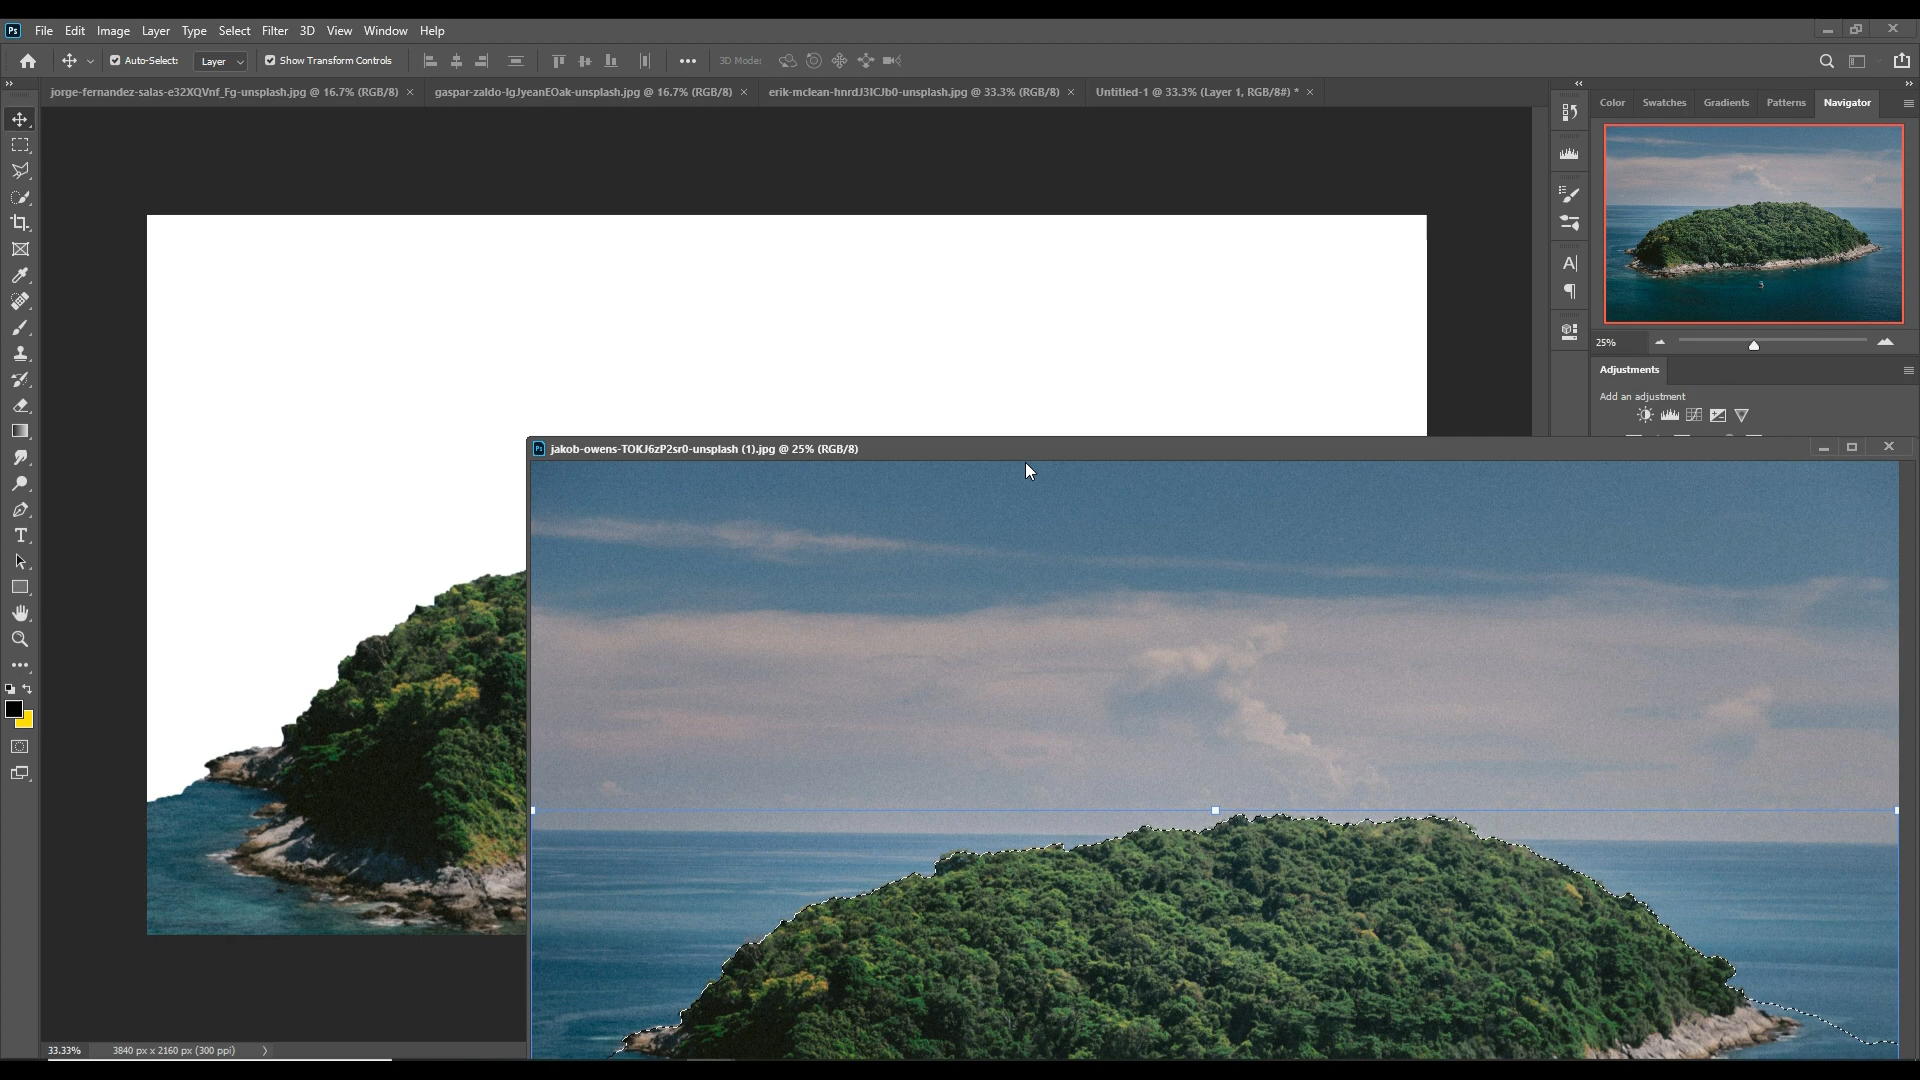 Ps File Edit Image Layer Type Select Filter 3D View Window Help
Auto-Select: Layer Show Transform Controls 3D Mode:
jorge-fernandez-salas-e32XQVnf_Fg-unsplash.jpg @ 16.7% (RGB/8) gaspar-zaldo-IgJyeanEOak-unsplash.jpg @ 16.7% (RGB/8) erik-mclean-hnrdJ3ICJb0-unsplash.jpg @ 33.3% (RGB/8) Untitled-1 @ 33.3% (Layer 1, RGB/8#) *
Color Swatches Gradients Patterns Navigator
25%
Adjustments
Add an adjustment
Ps jakob-owens-TOKJ6zP2sr0-unsplash (1).jpg @ 25% (RGB/8)
33.33% 3840 px x 2160 px (300 ppi)